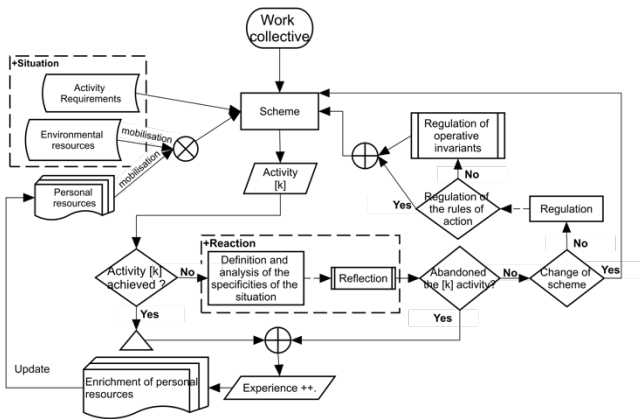 Work
collective
+Situation
Activity
Requirements
Scheme
Environmental
resources
mobilisation
mobilisation
Personal
resources
Activity
[k]
Regulation of
operative
invariants
No
Regulation of
the rules of
action
Yes
Regulation
No
Yes
+Reaction
Activity [k]
achieved ?
No
Definition and
analysis of the
specificities of the
situation
Reflection
Abandoned
the [k] activity?
No
Change of
scheme
Yes
Yes
Update
Enrichment of personal
resources
Experience ++.